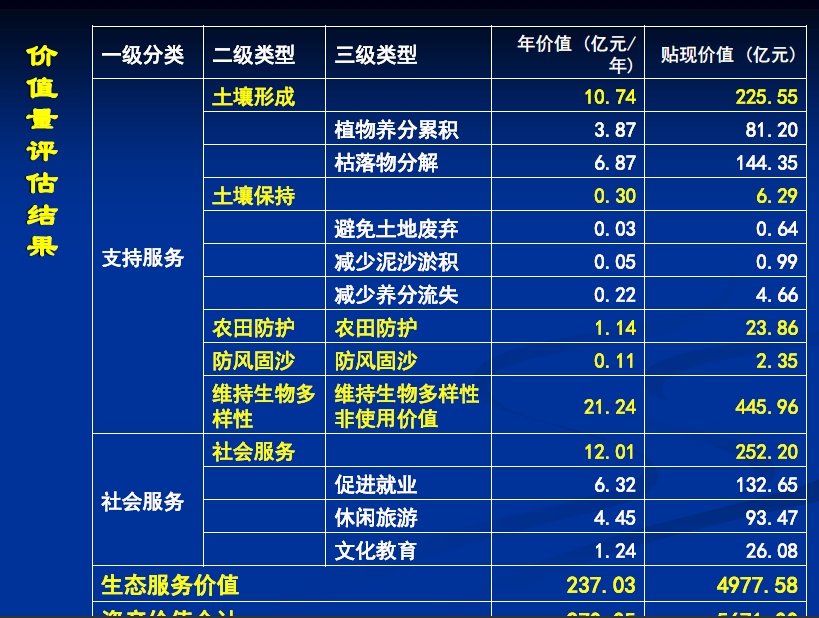 价值量评估结果
一级分类 二级类型 三级类型 年价值（亿元/年) 贴现价值（亿元)
支持服务
土壤形成 10.74 225.55
植物养分累积 3.87 81.20
枯落物分解 6.87 144.35
土壤保持 0.30 6.29
避免土地废弃 0.03 0.64
减少泥沙淤积 0.05 0.99
减少养分流失 0.22 4.66
农田防护 农田防护 1.14 23.86
防风固沙 防风固沙 0.11 2.35
维持生物多样性 维持生物多样性非使用价值 21.24 445.96
社会服务
社会服务 12.01 252.20
促进就业 6.32 132.65
休闲旅游 4.45 93.47
文化教育 1.24 26.08
生态服务价值 237.03 4977.58